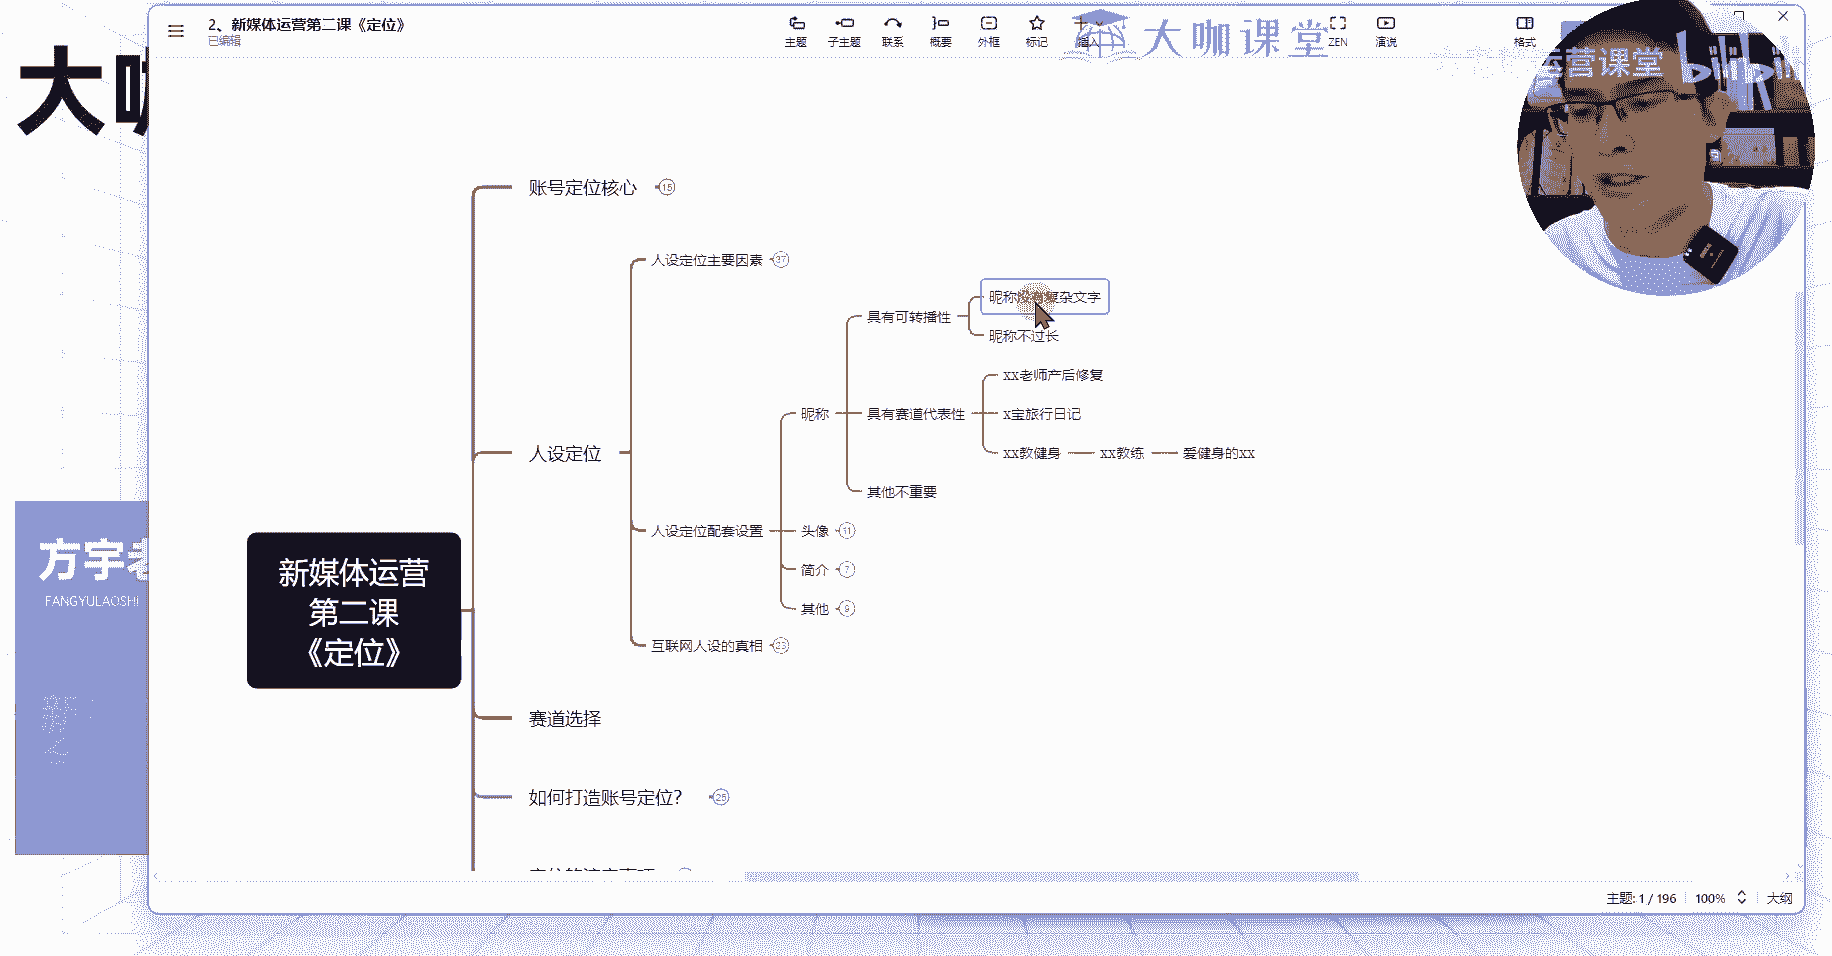 2、新媒体运营第二课《定位》
已编辑
主题
子主题
联系
概要
外框
标记
插入
ZEN
演说
格式
大咖课堂
运营课堂 bilibili
大咖
方宇老
FANGYULAOSHI
账号定位核心 15
人设定位主要因素 37
昵称没有复杂文字
具有可转播性
昵称不过长
xx老师产后修复
昵称
具有赛道代表性
x宝旅行日记
xx教健身
xx教练
爱健身的xx
人设定位
其他不重要
人设定位配套设置
头像 11
简介 7
其他 9
新媒体运营
第二课
《定位》
互联网人设的真相 23
赛道选择
如何打造账号定位？ 25
主题: 1 / 196
100%
大纲